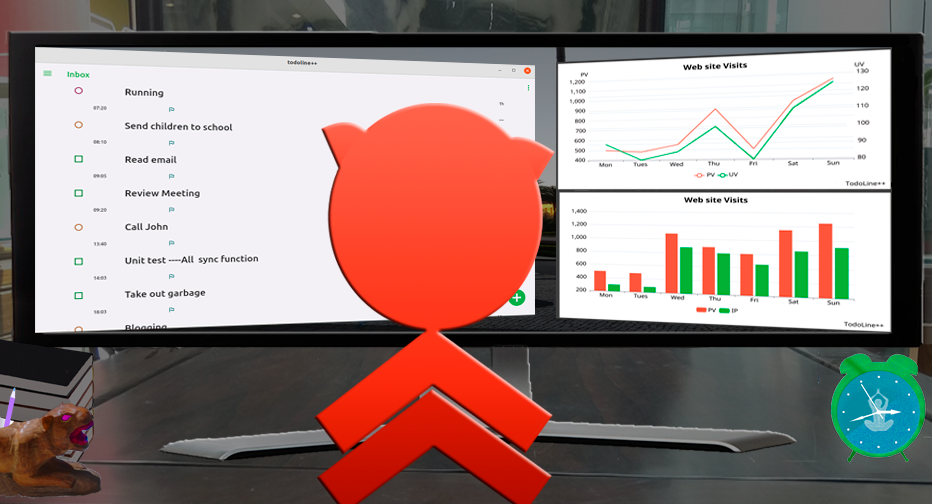 todoline++
Inbox
Running
07:20
Send children to school
08:10
Read email
09:05
Review Meeting
09:20
Call John
13:40
Unit test ----All sync function
14:03
Take out garbage
18:03
Blogging
Web site Visits
PV
UV
1,200
1,100
1,000
900
800
700
600
500
400
130
120
110
100
90
80
Mon Tues Wed Thu Fri Sat Sun
PV UV
TodoLine++
Web site Visits
1,400
1,200
1,000
800
600
400
200
Mon Tues Wed Thu Fri Sat Sun
PV IP
TodoLine++